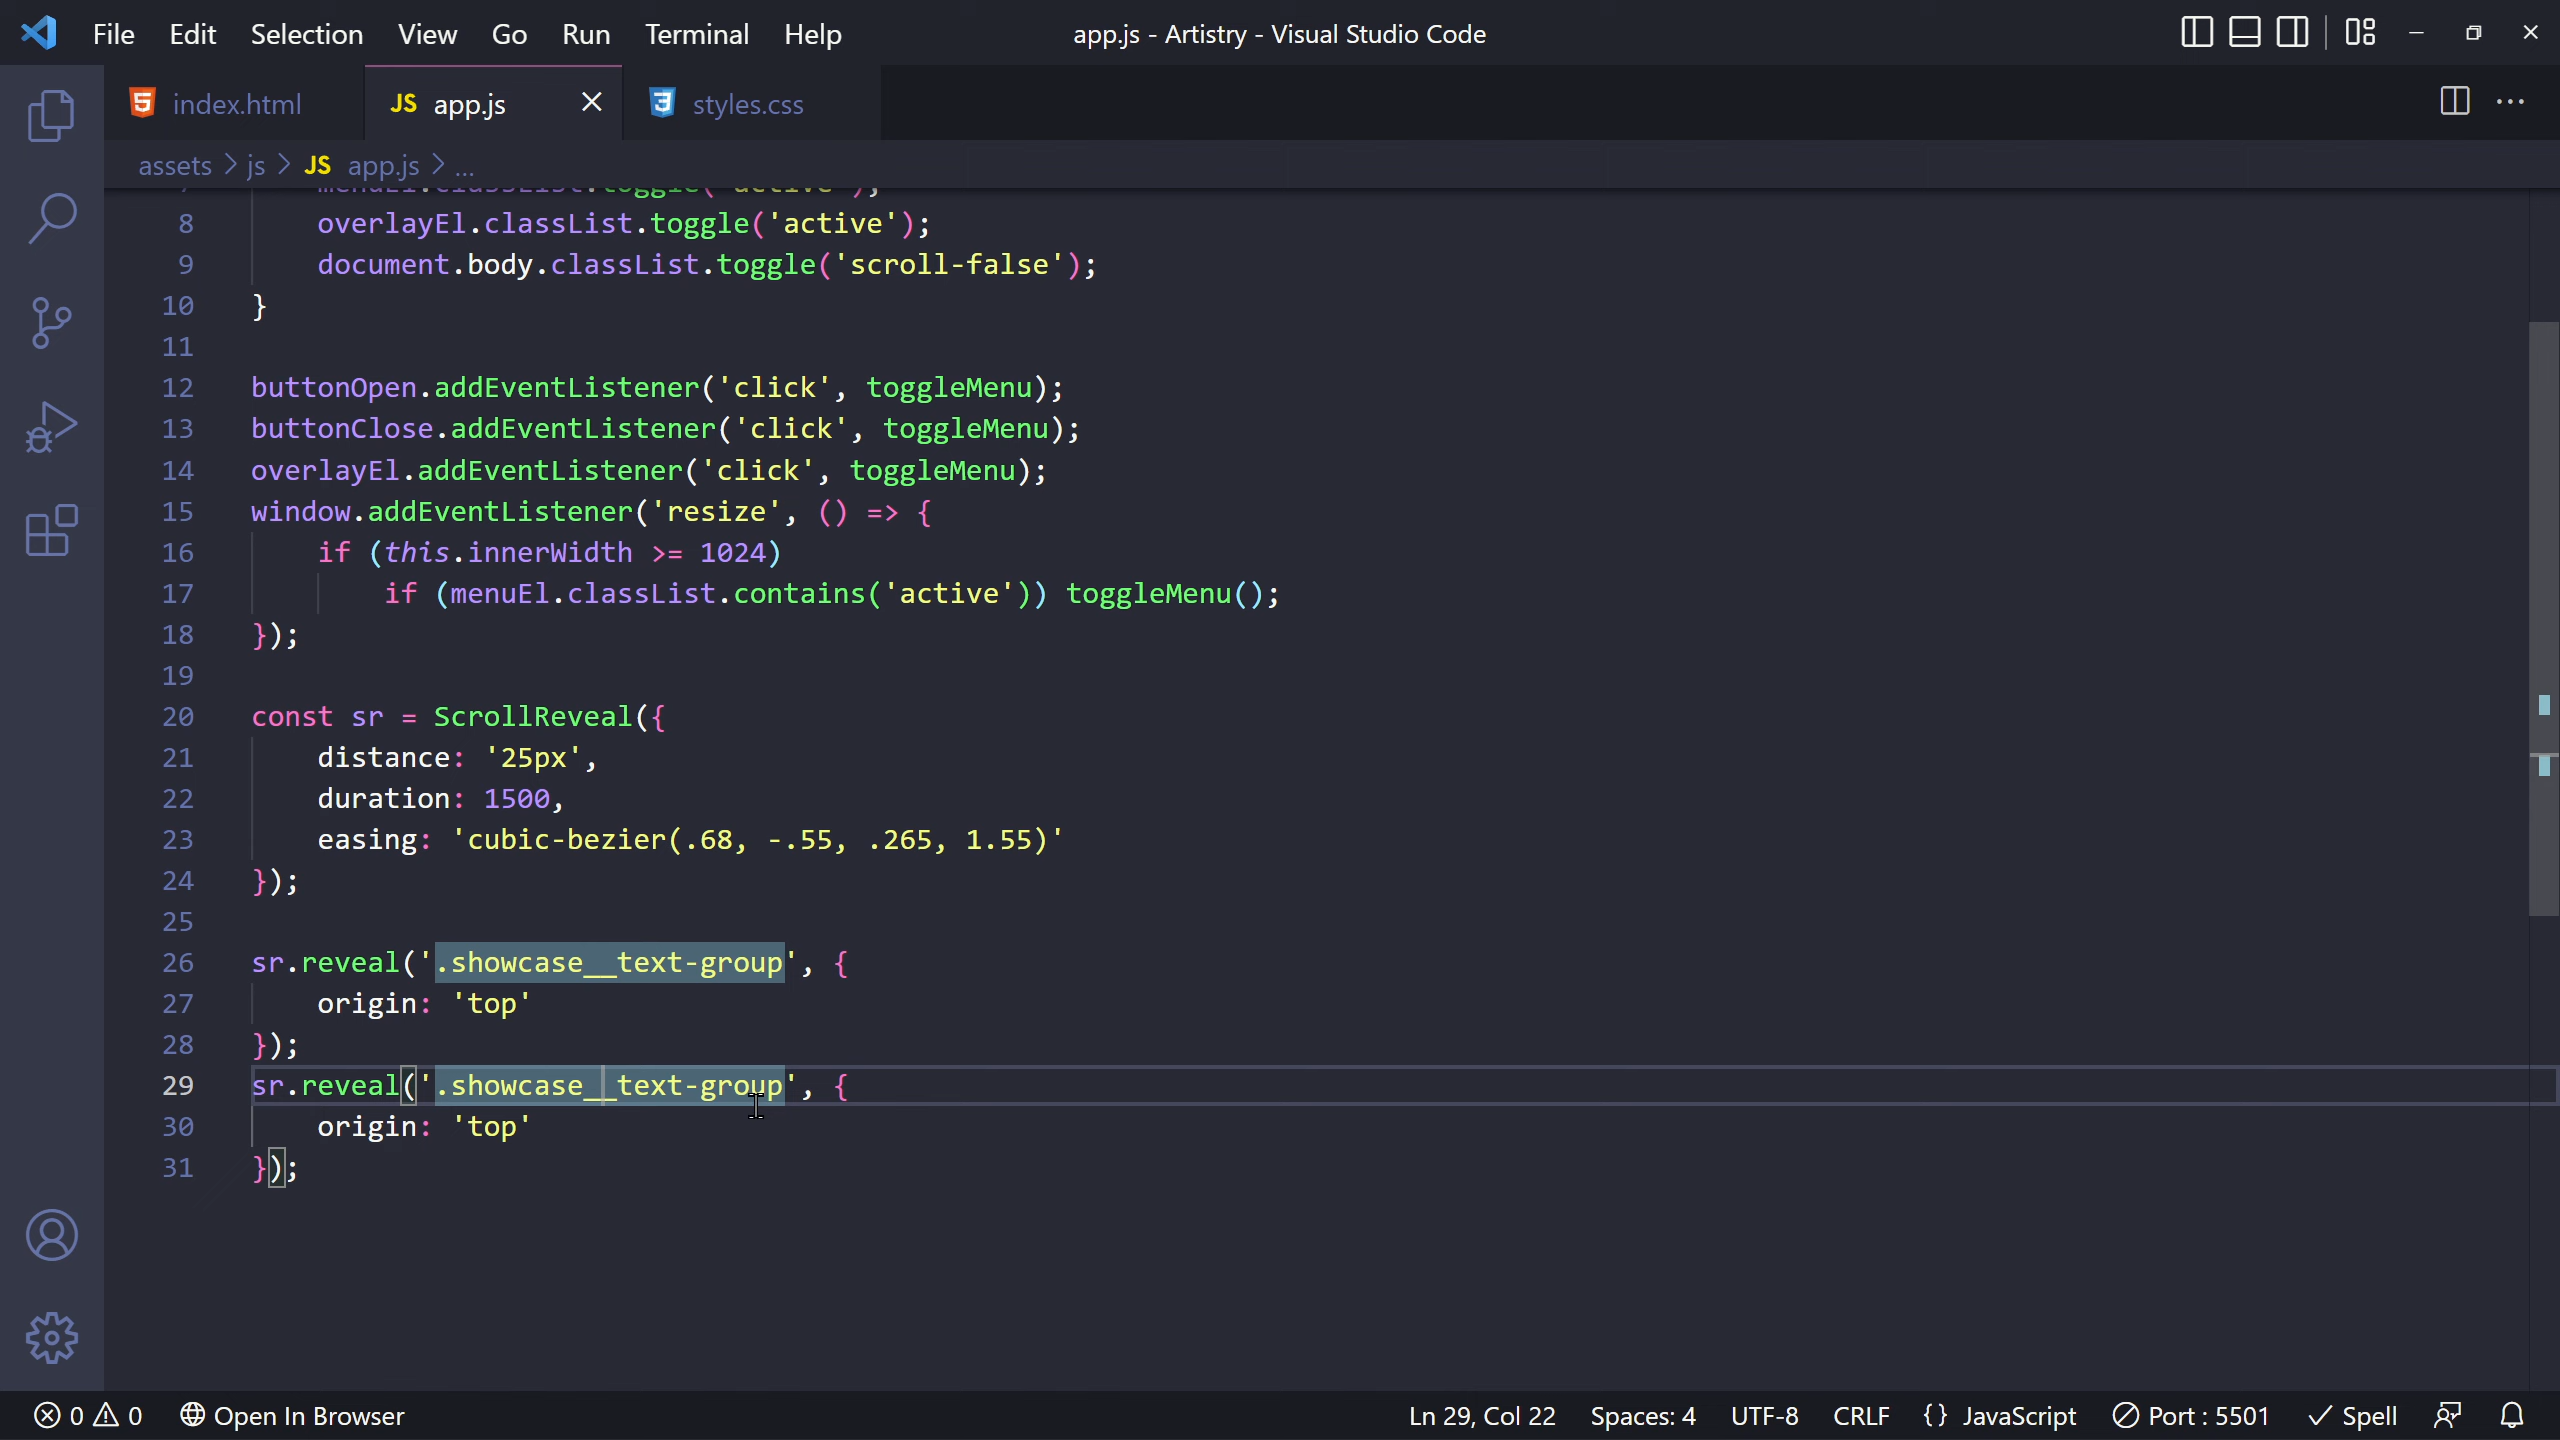 File Edit Selection View Go Run Terminal Help
app.js - Artistry - Visual Studio Code
index.html
JS app.js
styles.css
assets > js > JS app.js > ...
8 overlayEl.classList.toggle('active');
9 document.body.classList.toggle('scroll-false');
10 }
11
12 buttonOpen.addEventListener('click', toggleMenu);
13 buttonClose.addEventListener('click', toggleMenu);
14 overlayEl.addEventListener('click', toggleMenu);
15 window.addEventListener('resize', () => {
16 if (this.innerWidth >= 1024)
17 if (menuEl.classList.contains('active')) toggleMenu();
18 });
19
20 const sr = ScrollReveal({
21 distance: '25px',
22 duration: 1500,
23 easing: 'cubic-bezier(.68, -.55, .265, 1.55)'
24 });
25
26 sr.reveal('.showcase__text-group', {
27 origin: 'top'
28 });
29 sr.reveal('.showcase__text-group', {
30 origin: 'top'
31 });
0 0 Open In Browser
Ln 29, Col 22 Spaces: 4 UTF-8 CRLF {} JavaScript Port : 5501 Spell